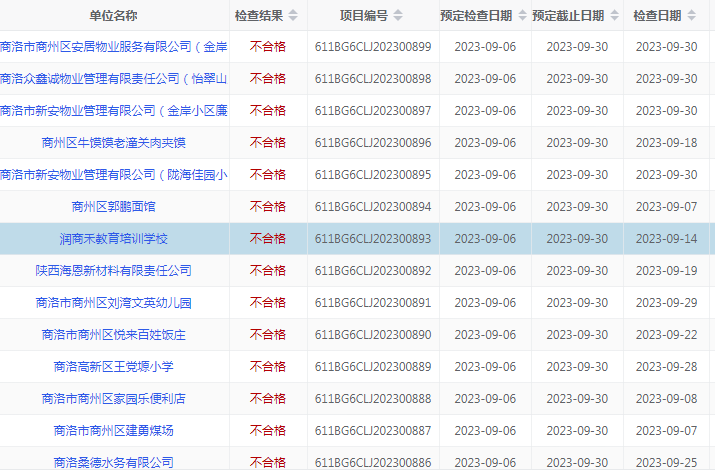 单位名称 检查结果 项目编号 预定检查日期 预定截止日期 检查日期
商洛市商州区安居物业服务有限公司（金岸 不合格 611BG6CLJ202300899 2023-09-06 2023-09-30 2023-09-30
商洛众鑫诚物业管理有限责任公司（怡翠山 不合格 611BG6CLJ202300898 2023-09-06 2023-09-30 2023-09-30
商洛市新安物业管理有限公司（金岸小区廉 不合格 611BG6CLJ202300897 2023-09-06 2023-09-30 2023-09-30
商州区牛馍馍老潼关肉夹馍 不合格 611BG6CLJ202300896 2023-09-06 2023-09-30 2023-09-18
商洛市新安物业管理有限公司（陇海佳园小 不合格 611BG6CLJ202300895 2023-09-06 2023-09-30 2023-09-30
商州区郭鹏面馆 不合格 611BG6CLJ202300894 2023-09-06 2023-09-30 2023-09-07
润商禾教育培训学校 不合格 611BG6CLJ202300893 2023-09-06 2023-09-30 2023-09-14
陕西海恩新材料有限责任公司 不合格 611BG6CLJ202300892 2023-09-06 2023-09-30 2023-09-19
商洛市商州区刘湾文英幼儿园 不合格 611BG6CLJ202300891 2023-09-06 2023-09-30 2023-09-29
商洛市商州区悦来百姓饭庄 不合格 611BG6CLJ202300890 2023-09-06 2023-09-30 2023-09-22
商洛高新区王党塬小学 不合格 611BG6CLJ202300889 2023-09-06 2023-09-30 2023-09-28
商洛市商州区家园乐便利店 不合格 611BG6CLJ202300888 2023-09-06 2023-09-30 2023-09-08
商洛市商州区建勇煤场 不合格 611BG6CLJ202300887 2023-09-06 2023-09-30 2023-09-07
商洛桑德水务有限公司 不合格 611BG6CLJ202300886 2023-09-06 2023-09-30 2023-09-25